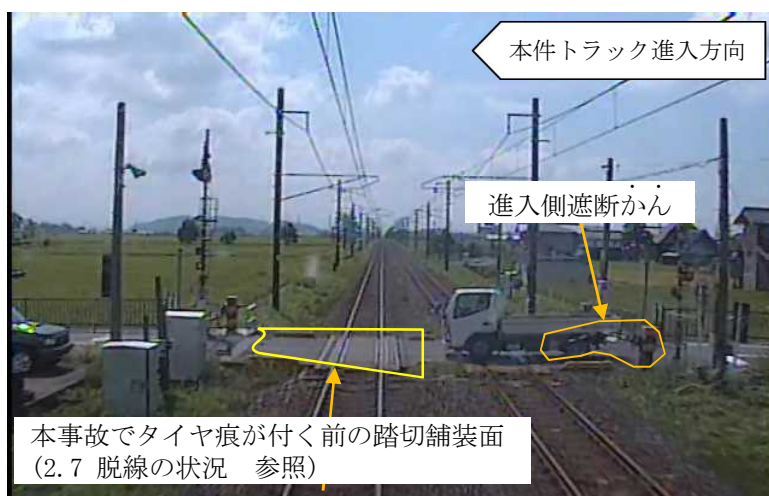 本件トラック進入方向
進入側遮断かん
本事故でタイヤ痕が付く前の踏切舗装面
(2.7 脱線の状況　参照)